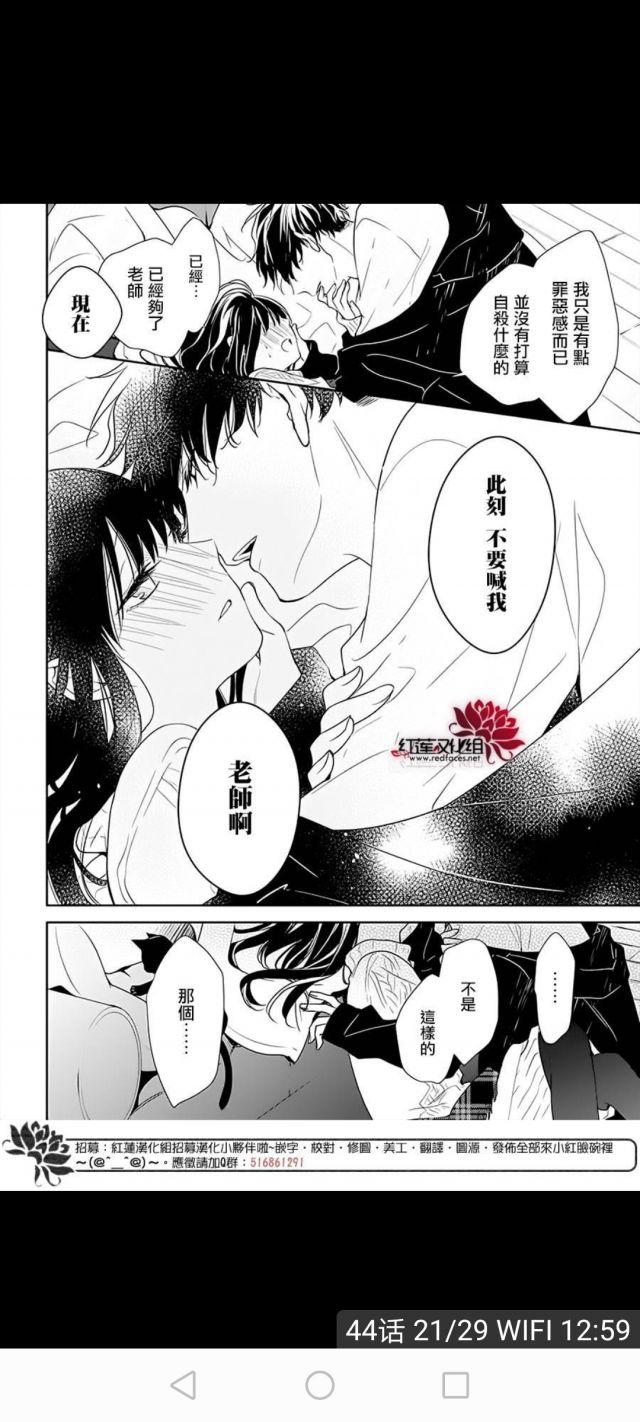 我只是有點
罪惡感而已
並沒有打算
自殺什麼的
已經…
已經夠了
老師
現在
此刻 不要喊我
老師啊
紅蓮汉化组
www.redfaces.net
……
不是
這樣的
那個……
招募：紅蓮漢化組招募漢化小夥伴啦~嵌字·校對·修圖·美工·翻譯·圖源·發佈全部來小紅臉碗裡
～(@^__^@)～。應徵請加Q群：516861291
44话 21/29 WIFI 12:59